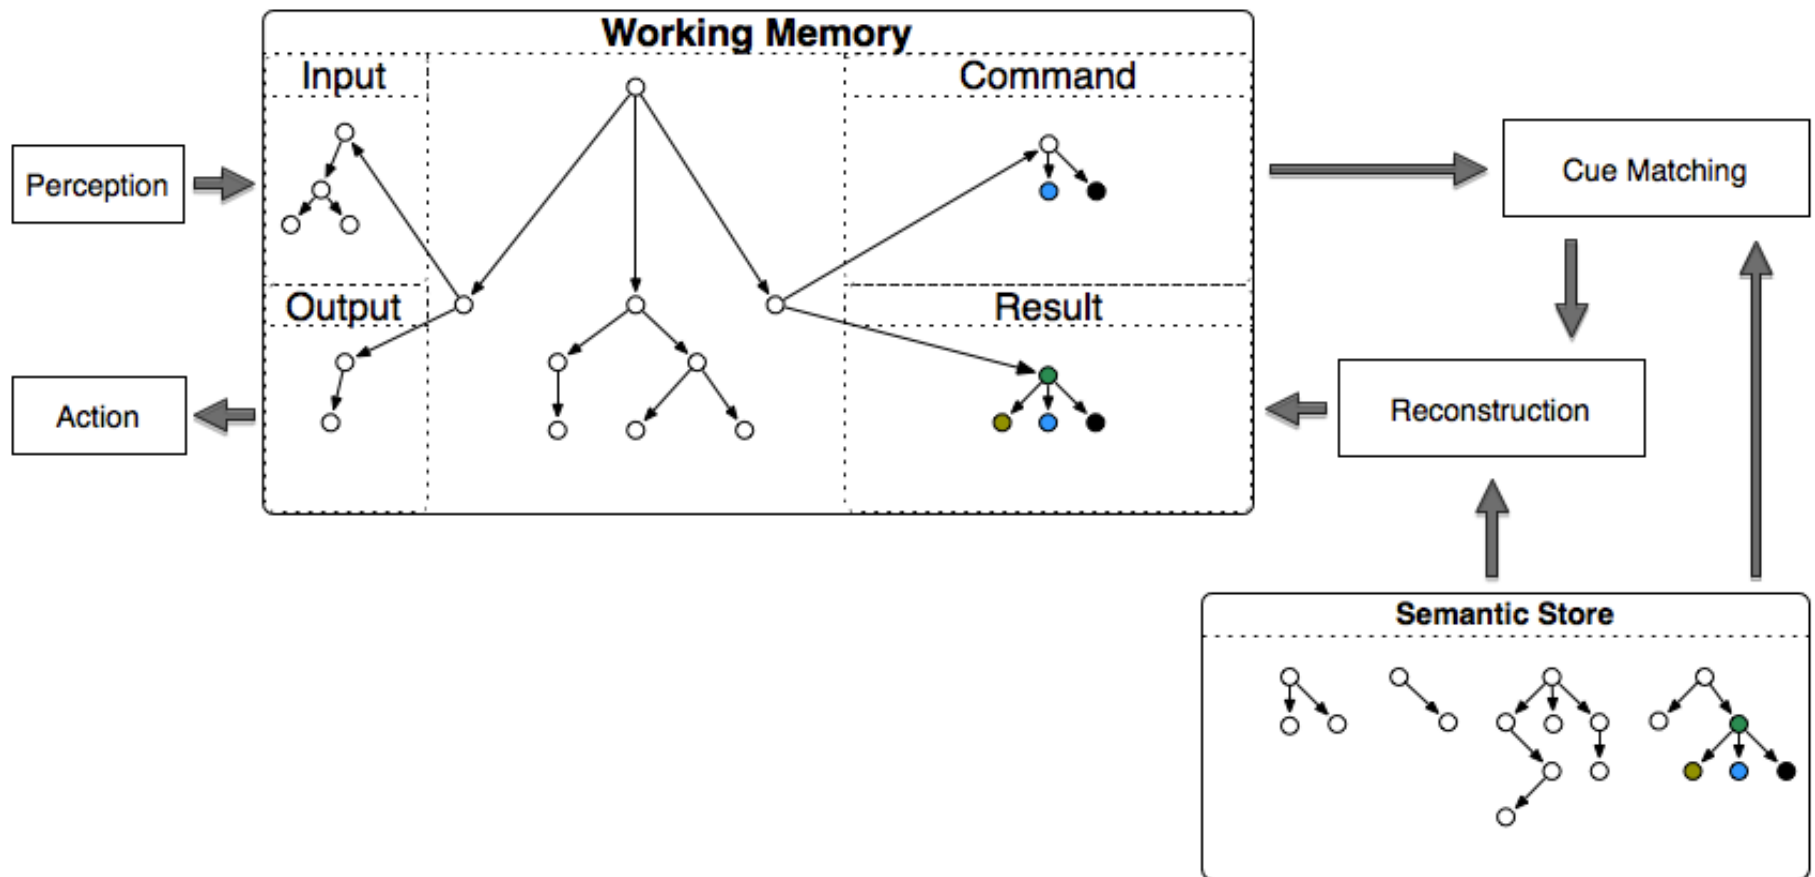 Working Memory
Input
Command
Perception
Cue Matching
Output
Result
Action
Reconstruction
Semantic Store